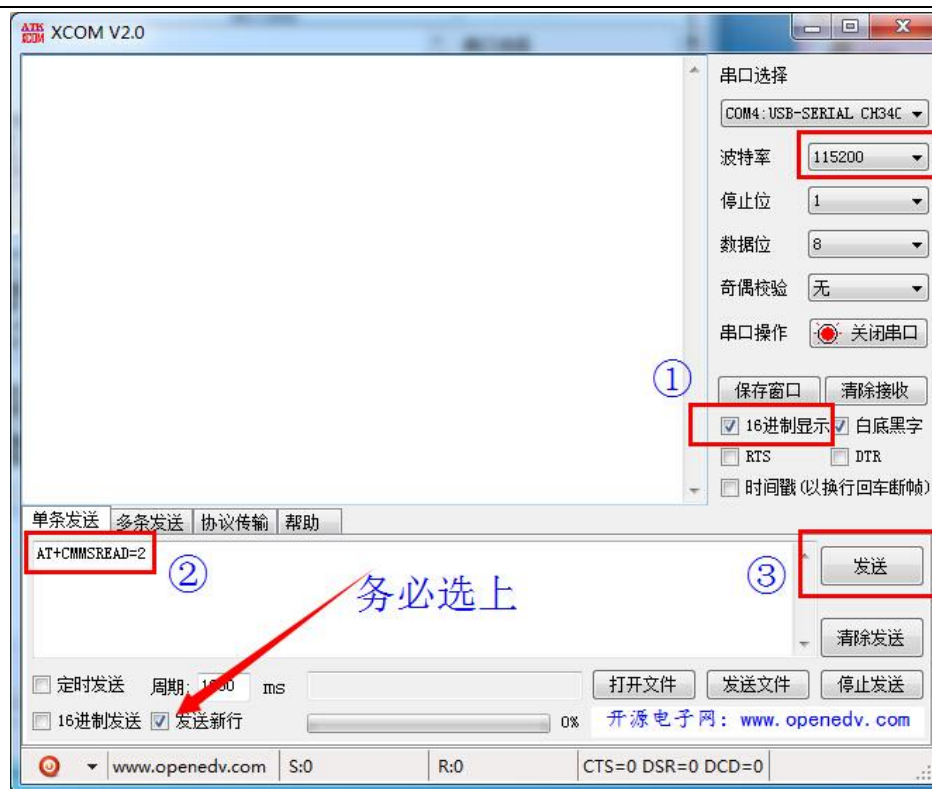 ATK XCOM XCOM V2.0
串口选择
COM4:USB-SERIAL CH34C
波特率 115200
停止位 1
数据位 8
奇偶校验 无
串口操作 关闭串口
①
保存窗口 清除接收
16进制显示 白底黑字
RTS DTR
时间戳(以换行回车断帧)
单条发送 多条发送 协议传输 帮助
AT+CMMSREAD=2
②
务必选上
③
发送
清除发送
定时发送 周期: ms
打开文件 发送文件 停止发送
16进制发送 发送新行 0% 开源电子网: www.openedv.com
www.openedv.com S:0 R:0 CTS=0 DSR=0 DCD=0